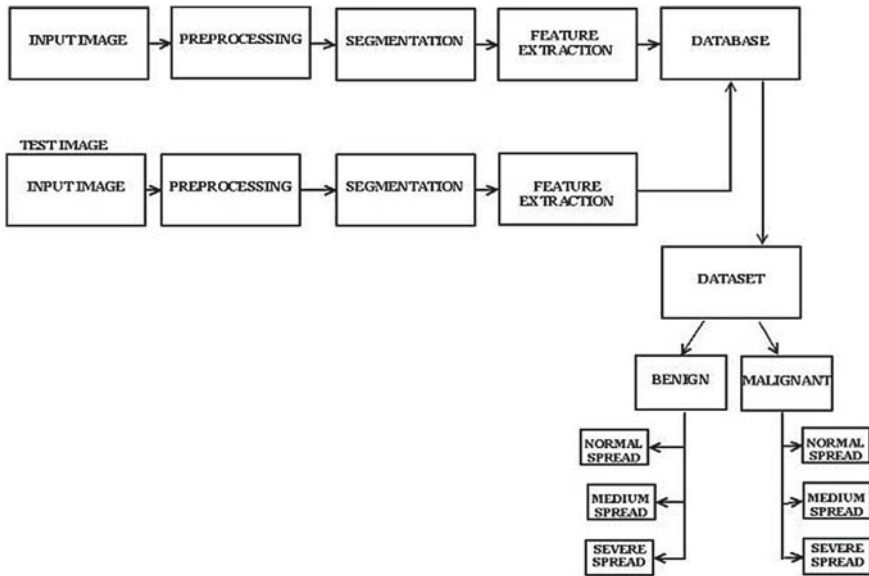 INPUT IMAGE
PREPROCESSING
SEGMENTATION
FEATURE
EXTRACTION
DATABASE
TEST IMAGE
INPUT IMAGE
PREPROCESSING
SEGMENTATION
FEATURE
EXTRACTION
DATASET
BENIGN
MALIGNANT
NORMAL
SPREAD
MEDIUM
SPREAD
SEVERE
SPREAD
NORMAL
SPREAD
MEDIUM
SPREAD
SEVERE
SPREAD